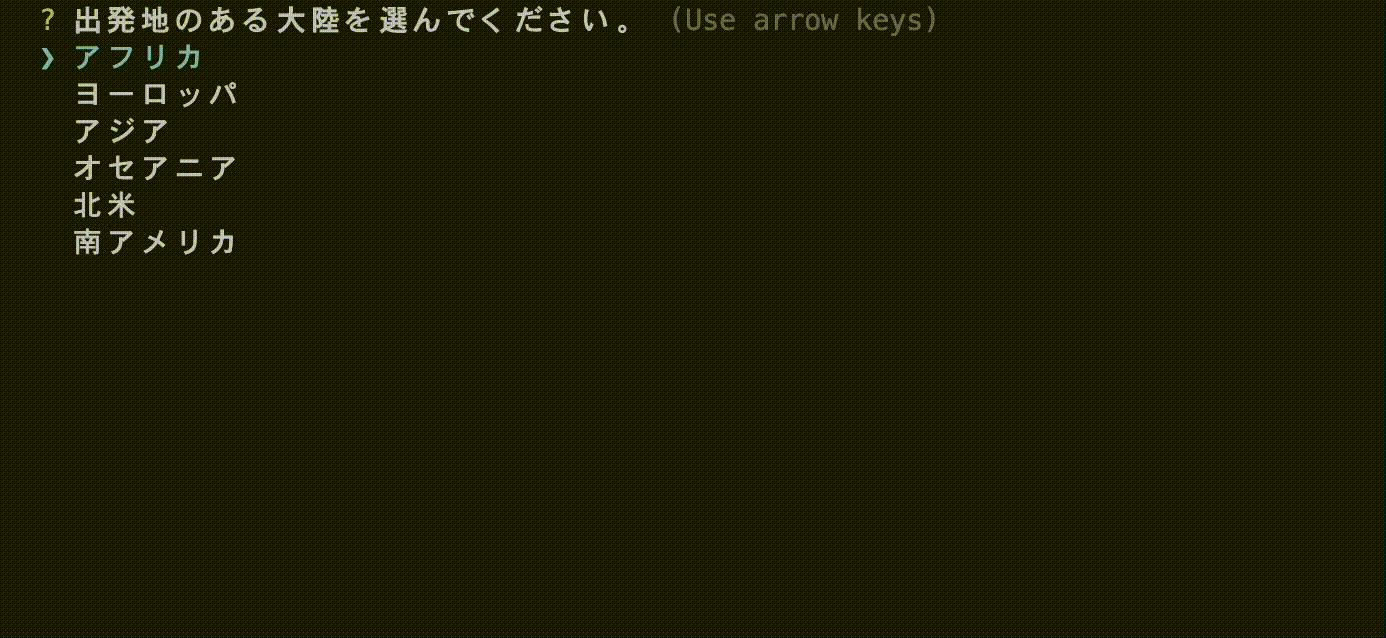 ? 出発地のある大陸を選んでください。 (Use arrow keys)
❯ アフリカ
ヨーロッパ
アジア
オセアニア
北米
南アメリカ